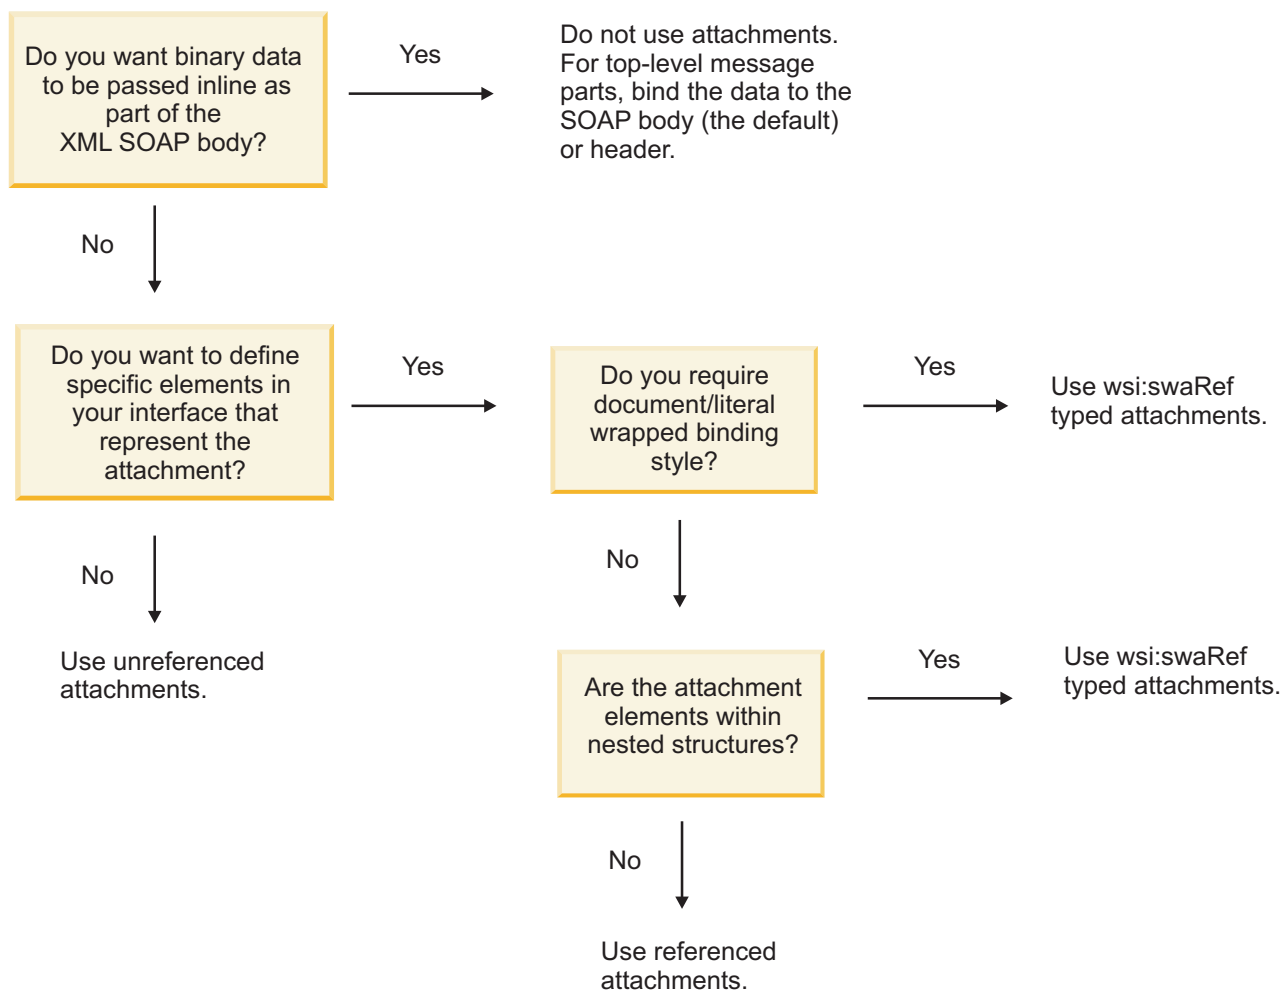 Do you want binary data
to be passed inline as
part of the
XML SOAP body?
Yes
Do not use attachments.
For top-level message
parts, bind the data to the
SOAP body (the default)
or header.
No
Do you want to define
specific elements in
your interface that
represent the
attachment?
Yes
Do you require
document/literal
wrapped binding
style?
Yes
Use wsi:swaRef
typed attachments.
No
Use unreferenced
attachments.
No
Are the attachment
elements within
nested structures?
Yes
Use wsi:swaRef
typed attachments.
No
Use referenced
attachments.